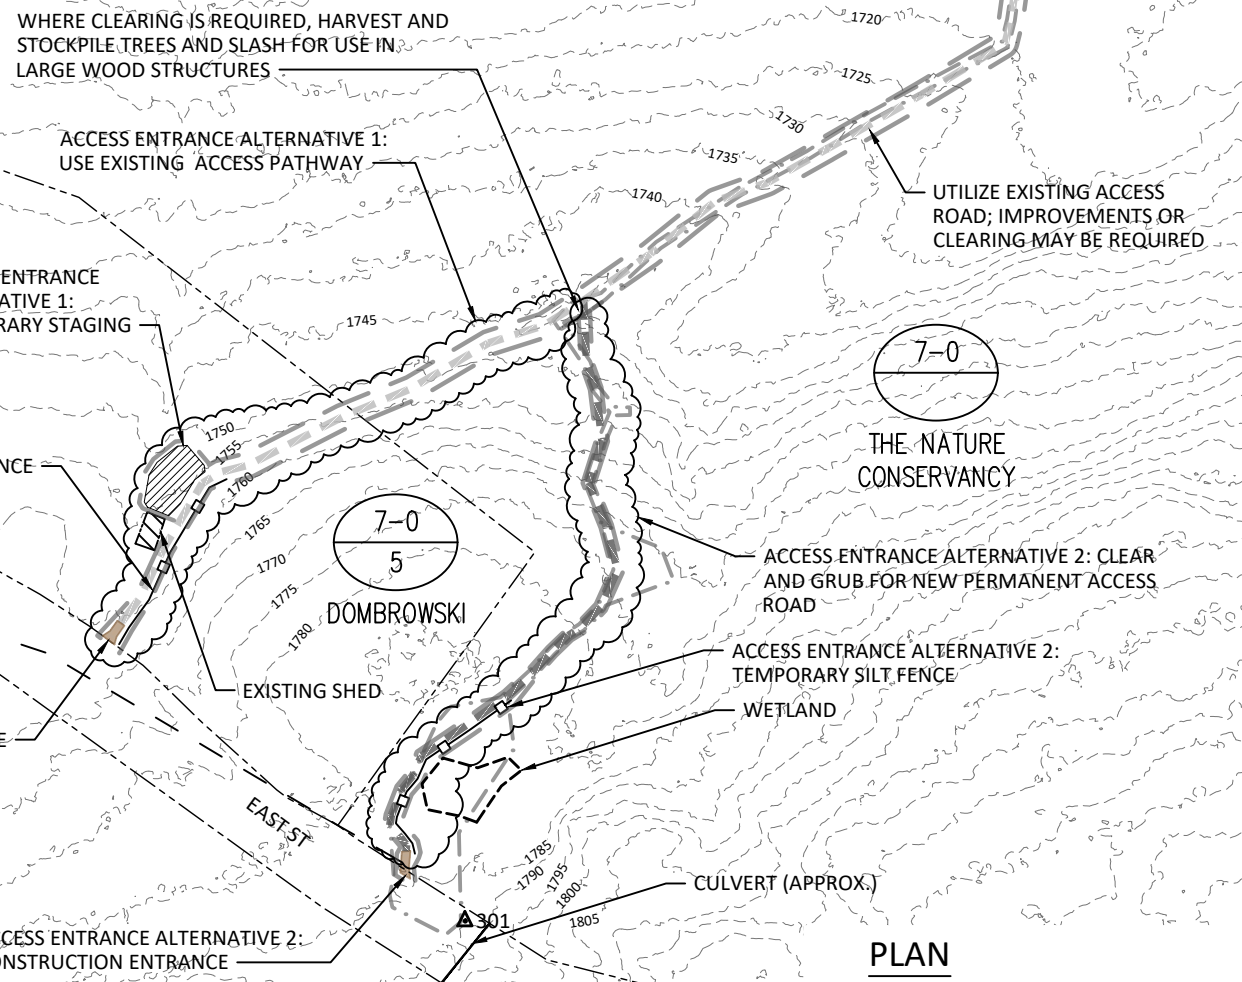 WHERE CLEARING IS REQUIRED, HARVEST AND
STOCKPILE TREES AND SLASH FOR USE IN
LARGE WOOD STRUCTURES
1720
1725
1730
1735
1740
ACCESS ENTRANCE ALTERNATIVE 1:
USE EXISTING ACCESS PATHWAY
UTILIZE EXISTING ACCESS
ROAD; IMPROVEMENTS OR
CLEARING MAY BE REQUIRED
ENTRANCE
ATIVE 1:
RARY STAGING
1745
7-0
THE NATURE
CONSERVANCY
1750
1755
1760
NCE
1765
1770
1775
1780
7-0
5
DOMBROWSKI
ACCESS ENTRANCE ALTERNATIVE 2: CLEAR
AND GRUB FOR NEW PERMANENT ACCESS
ROAD
ACCESS ENTRANCE ALTERNATIVE 2:
TEMPORARY SILT FENCE
EXISTING SHED
WETLAND
E
EAST ST
1785
1790
1795
1800
1805
CULVERT (APPROX.)
301
CCESS ENTRANCE ALTERNATIVE 2:
ONSTRUCTION ENTRANCE
PLAN